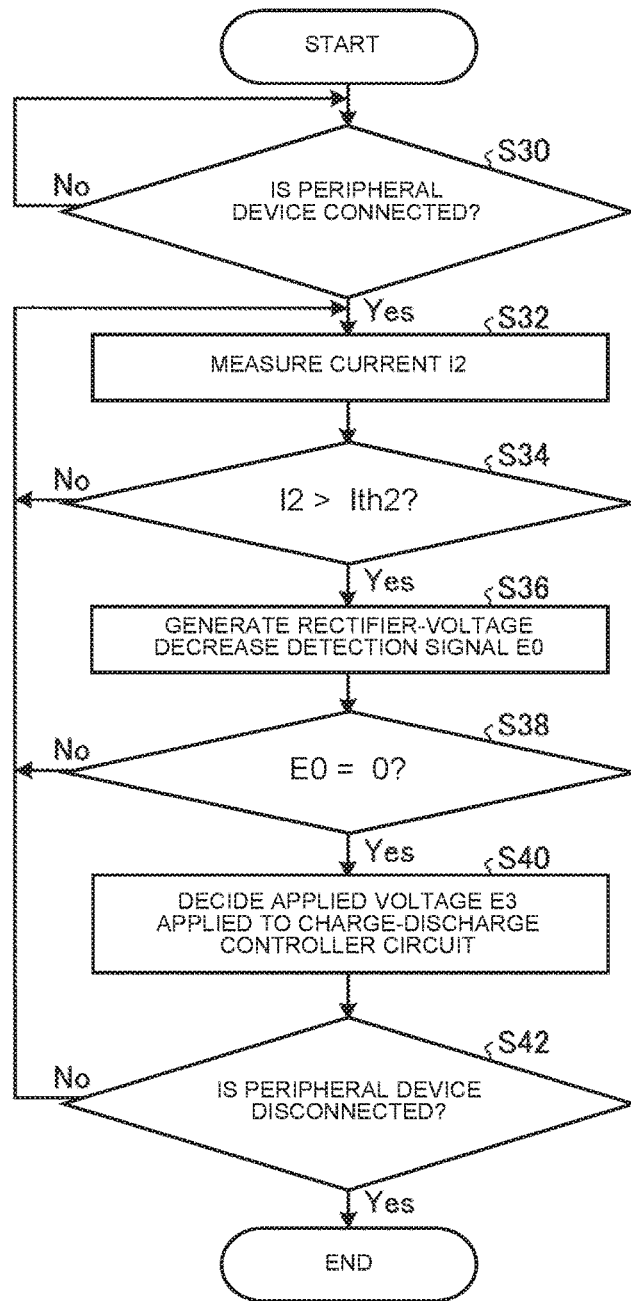 START
S30
No
IS PERIPHERAL
DEVICE CONNECTED?
Yes
S32
MEASURE CURRENT I2
S34
No
I2 > Ith2?
Yes
S36
GENERATE RECTIFIER-VOLTAGE
DECREASE DETECTION SIGNAL E0
S38
No
E0 = 0?
Yes
S40
DECIDE APPLIED VOLTAGE E3
APPLIED TO CHARGE-DISCHARGE
CONTROLLER CIRCUIT
S42
No
IS PERIPHERAL DEVICE
DISCONNECTED?
Yes
END